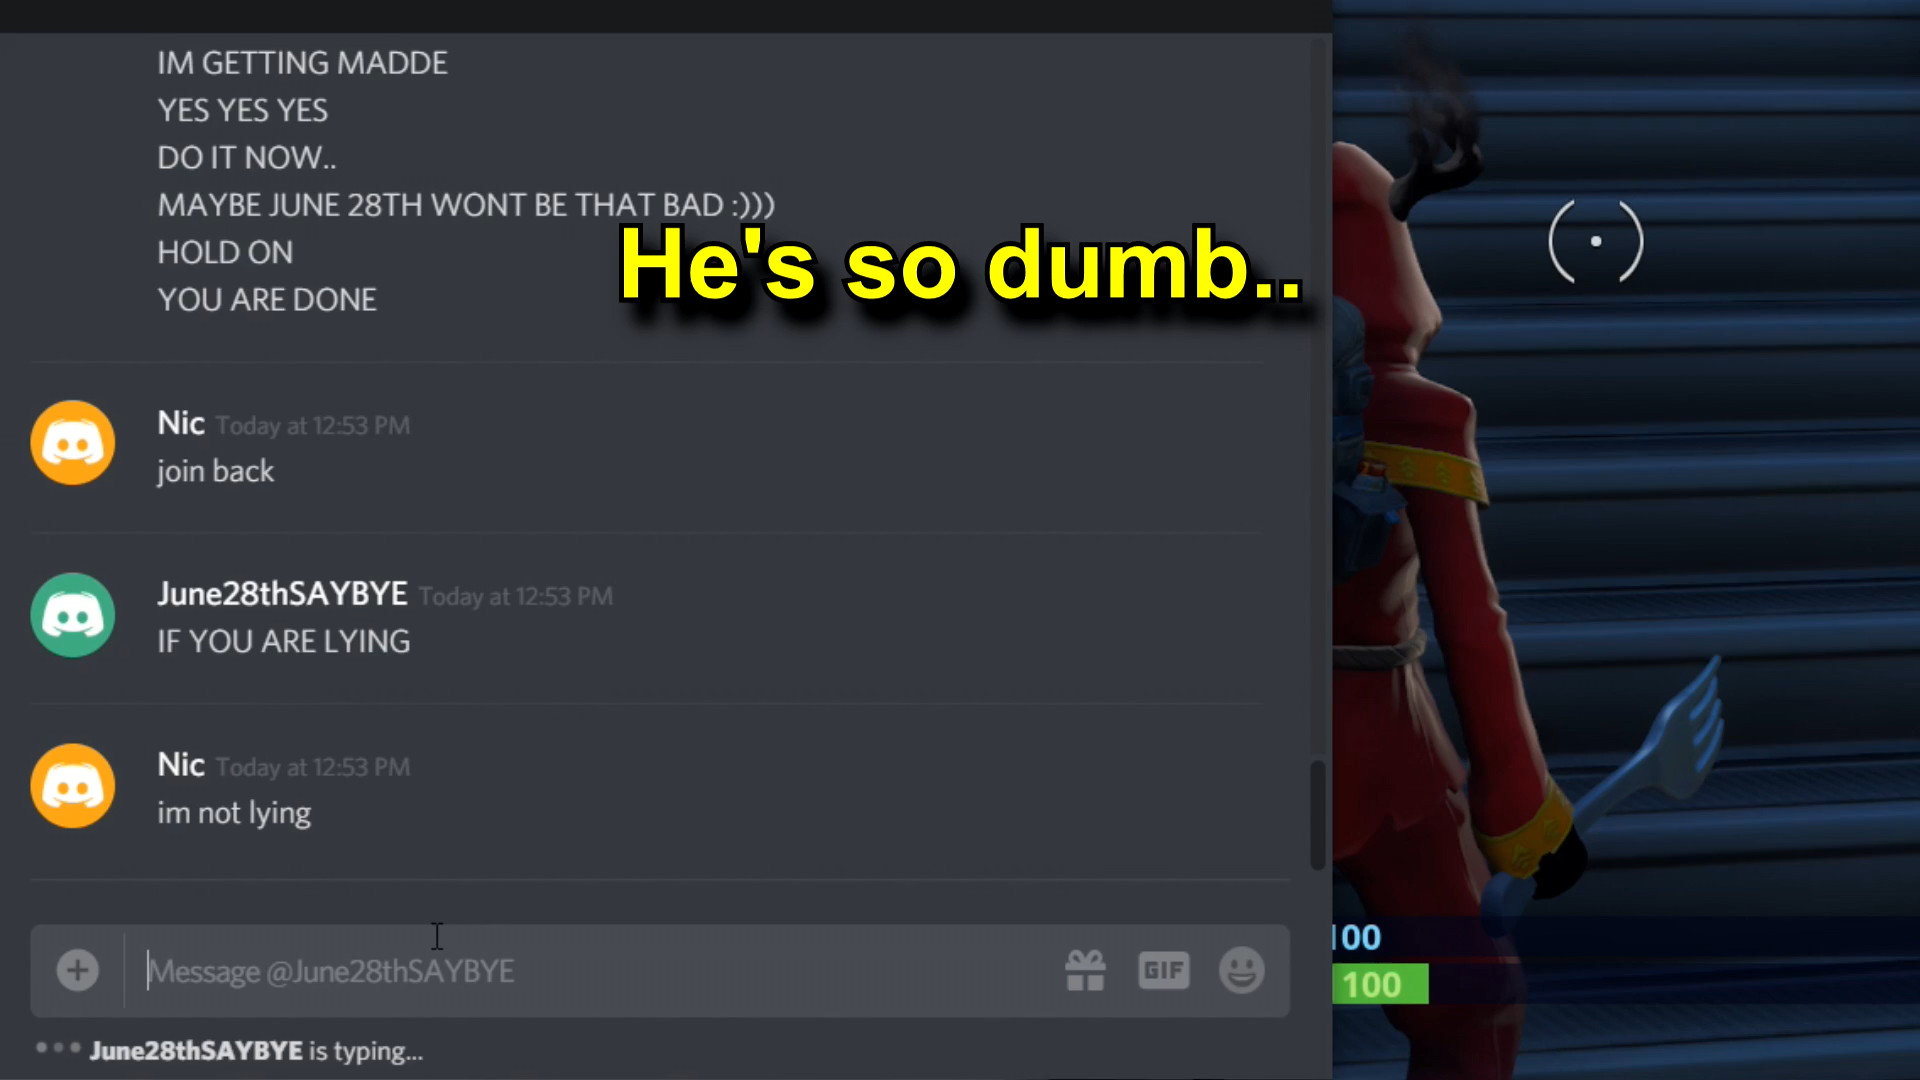 IM GETTING MADDE
YES YES YES
DO IT NOW..
MAYBE JUNE 28TH WONT BE THAT BAD :)))
HOLD ON
YOU ARE DONE
He's so dumb..
Nic Today at 12:53 PM
join back
June28thSAYBYE Today at 12:53 PM
IF YOU ARE LYING
Nic Today at 12:53 PM
im not lying
Message @June28thSAYBYE
GIF
June28thSAYBYE is typing...
100
100